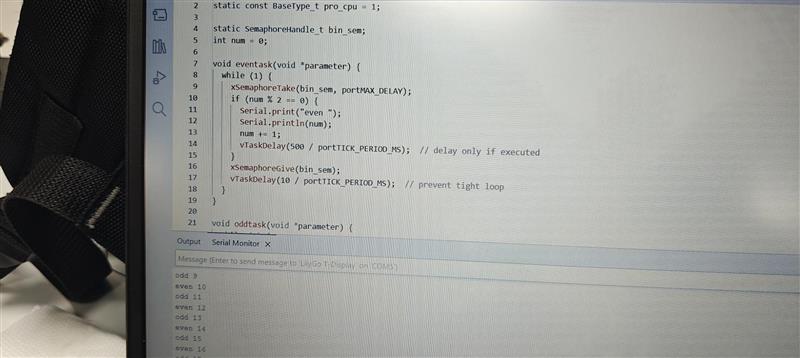 2 static const BaseType_t pro_cpu = 1;
3
4 static SemaphoreHandle_t bin_sem;
5 int num = 0;
6
7 void eventask(void *parameter) {
8 while (1) {
9 xSemaphoreTake(bin_sem, portMAX_DELAY);
10 if (num % 2 == 0) {
11 Serial.print("even ");
12 Serial.println(num);
13 num += 1;
14 vTaskDelay(500 / portTICK_PERIOD_MS); // delay only if executed
15 }
16 xSemaphoreGive(bin_sem);
17 vTaskDelay(10 / portTICK_PERIOD_MS); // prevent tight loop
18 }
19 }
20
21 void oddtask(void *parameter) {
Output Serial Monitor ×
Message (Enter to send message to 'LilyGo T-Display' on 'COM5')
odd 9
even 10
odd 11
even 12
odd 13
even 14
odd 15
even 16